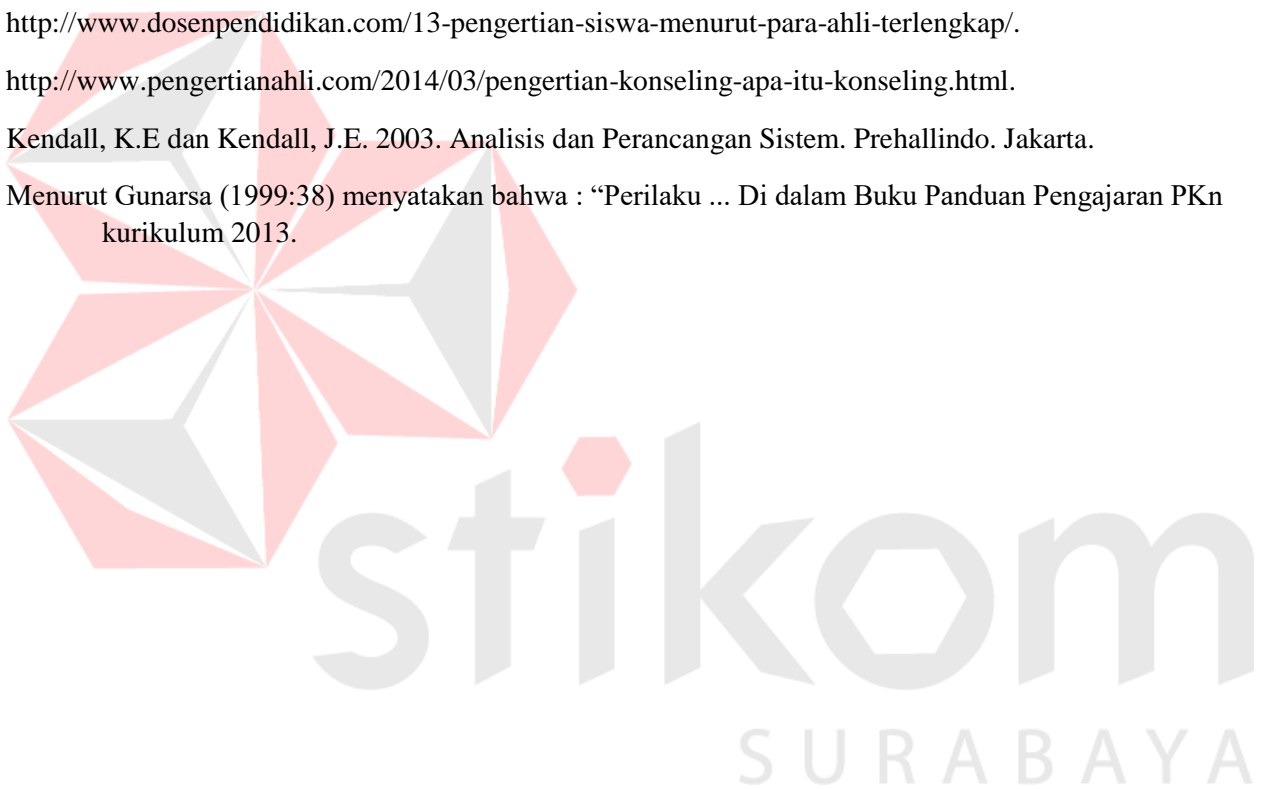 http://www.dosenpendidikan.com/13-pengertian-siswa-menurut-para-ahli-terlengkap/.
http://www.pengertianahli.com/2014/03/pengertian-konseling-apa-itu-konseling.html.
Kendall, K.E dan Kendall, J.E. 2003. Analisis dan Perancangan Sistem. Prehallindo. Jakarta.
Menurut Gunarsa (1999:38) menyatakan bahwa : “Perilaku ... Di dalam Buku Panduan Pengajaran PKn
kurikulum 2013.
stikom
SURABAYA